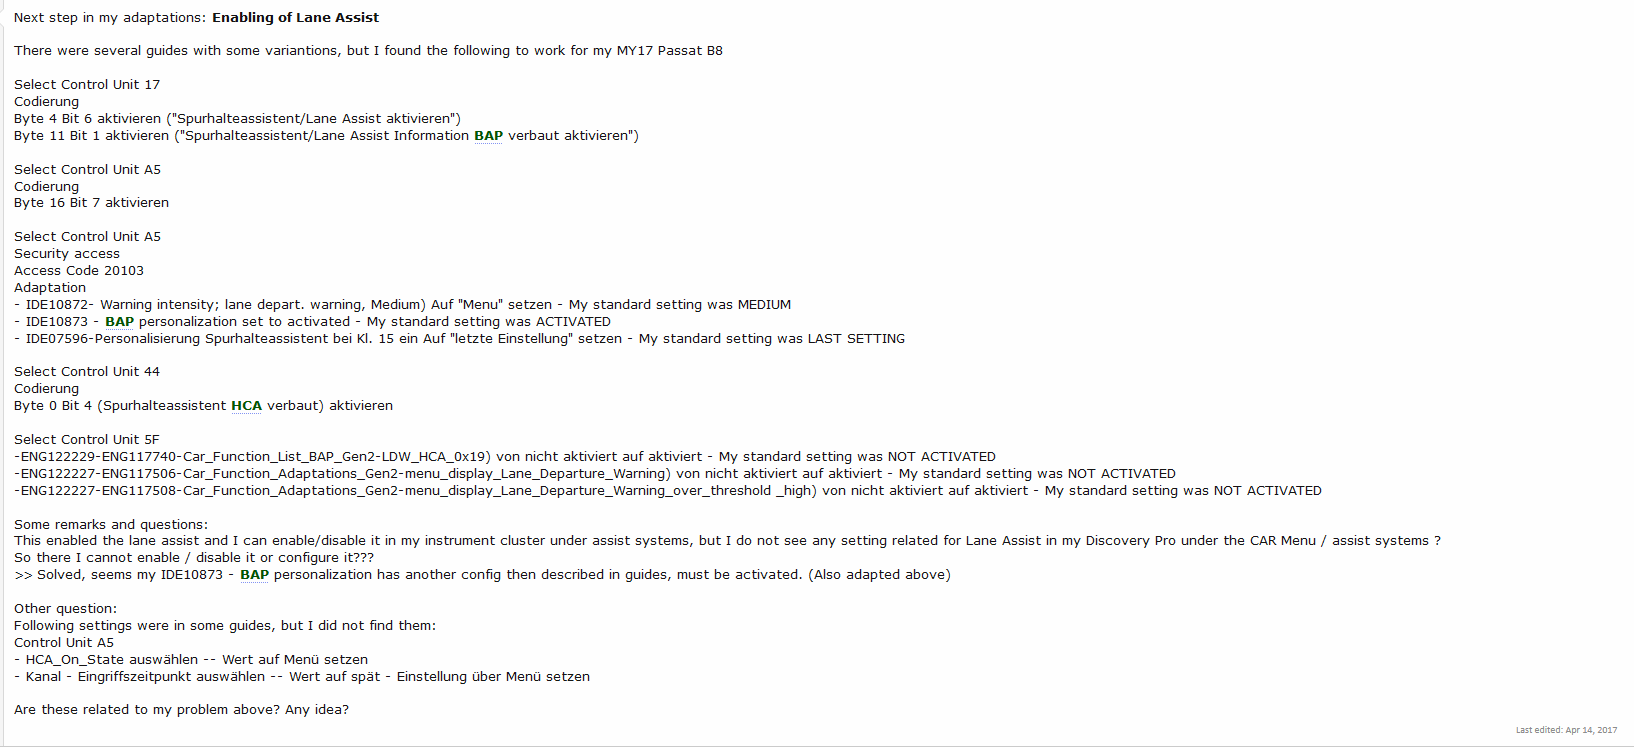 Next step in my adaptations: Enabling of Lane Assist
There were several guides with some variantions, but I found the following to work for my MY17 Passat B8
Select Control Unit 17
Codierung
Byte 4 Bit 6 aktivieren ("Spurhalteassistent/Lane Assist aktivieren")
Byte 11 Bit 1 aktivieren ("Spurhalteassistent/Lane Assist Information BAP verbaut aktivieren")
Select Control Unit A5
Codierung
Byte 16 Bit 7 aktivieren
Select Control Unit A5
Security access
Access Code 20103
Adaptation
- IDE10872- Warning intensity; lane depart. warning, Medium) Auf "Menu" setzen - My standard setting was MEDIUM
- IDE10873 - BAP personalization set to activated - My standard setting was ACTIVATED
- IDE07596-Personalisierung Spurhalteassistent bei Kl. 15 ein Auf "letzte Einstellung" setzen - My standard setting was LAST SETTING
Select Control Unit 44
Codierung
Byte 0 Bit 4 (Spurhalteassistent HCA verbaut) aktivieren
Select Control Unit 5F
-ENG122229-ENG117740-Car_Function_List_BAP_Gen2-LDW_HCA_0x19) von nicht aktiviert auf aktiviert - My standard setting was NOT ACTIVATED
-ENG122227-ENG117506-Car_Function_Adaptations_Gen2-menu_display_Lane_Departure_Warning) von nicht aktiviert auf aktiviert - My standard setting was NOT ACTIVATED
-ENG122227-ENG117508-Car_Function_Adaptations_Gen2-menu_display_Lane_Departure_Warning_over_threshold _high) von nicht aktiviert auf aktiviert - My standard setting was NOT ACTIVATED
Some remarks and questions:
This enabled the lane assist and I can enable/disable it in my instrument cluster under assist systems, but I do not see any setting related for Lane Assist in my Discovery Pro under the CAR Menu / assist systems ?
So there I cannot enable / disable it or configure it???
>> Solved, seems my IDE10873 - BAP personalization has another config then described in guides, must be activated. (Also adapted above)
Other question:
Following settings were in some guides, but I did not find them:
Control Unit A5
- HCA_On_State auswählen -- Wert auf Menü setzen
- Kanal - Eingriffszeitpunkt auswählen -- Wert auf spät - Einstellung über Menü setzen
Are these related to my problem above? Any idea?
Last edited: Apr 14, 2017